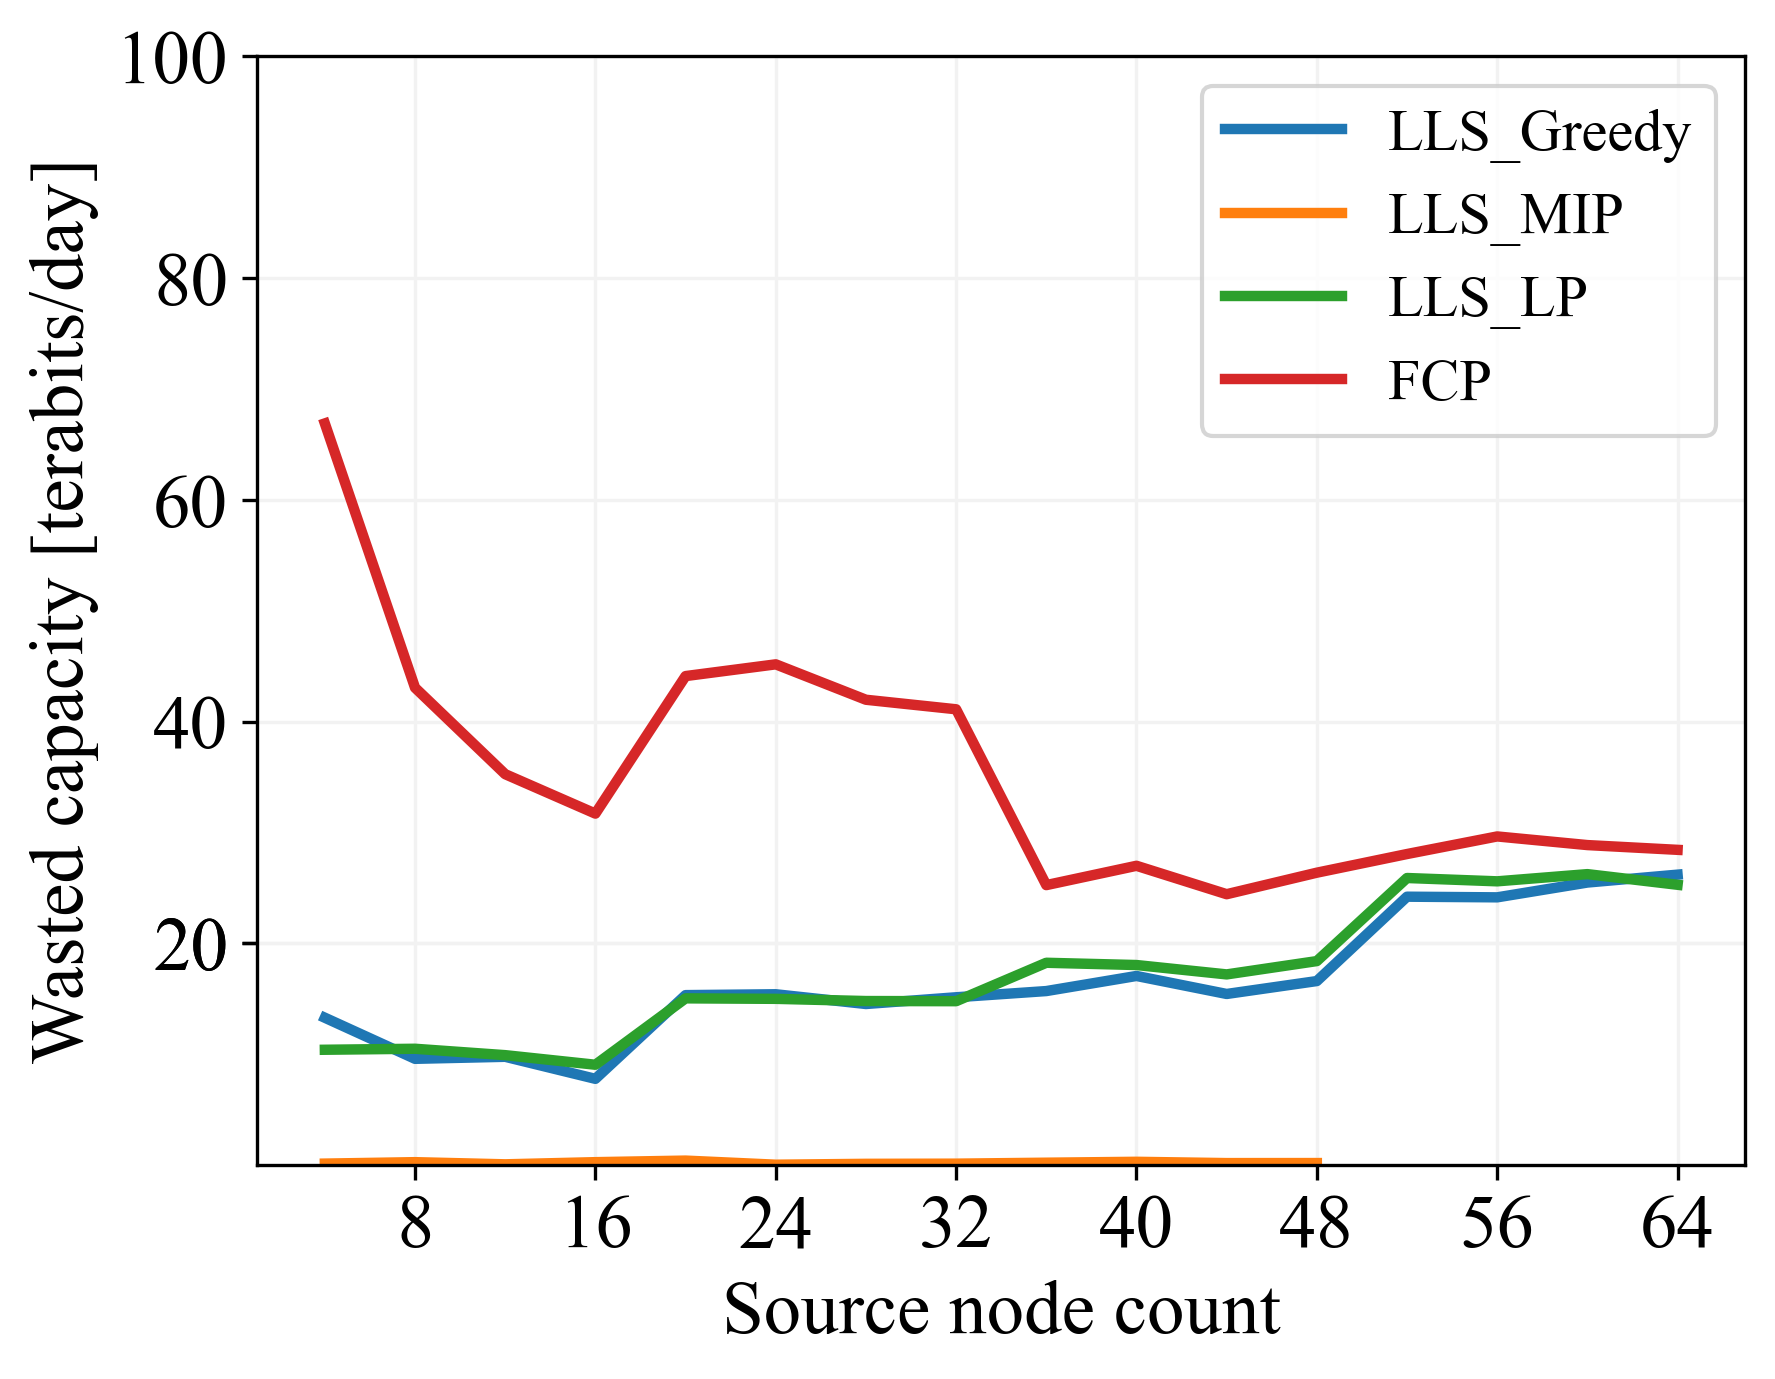 100
80
60
40
20
Wasted capacity [terabits/day]
LLS_Greedy
LLS_MIP
LLS_LP
FCP
8 16 24 32 40 48 56 64
Source node count